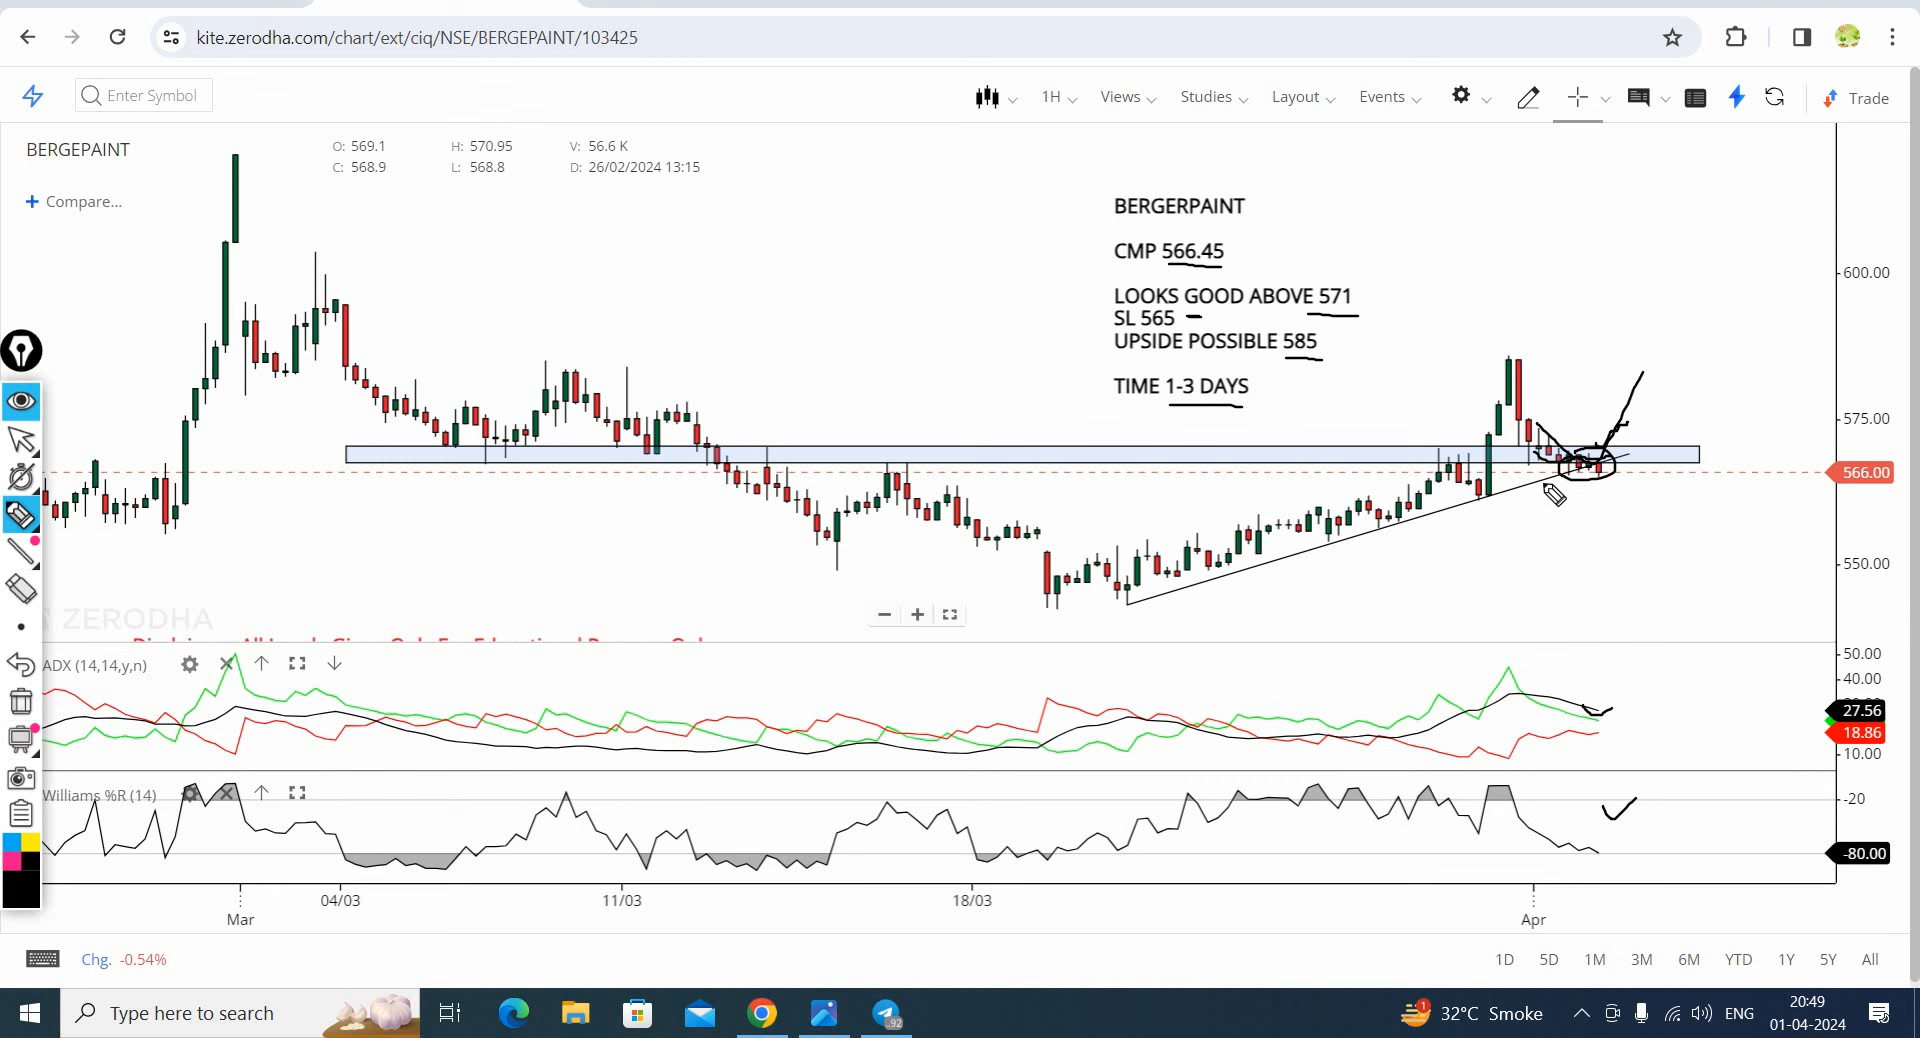 kite.zerodha.com/chart/ext/ciq/NSE/BERGEPAINT/103425
Enter Symbol
1H
Views
Studies
Layout
Events
Trade
BERGEPAINT
O: 569.1
H: 570.95
V: 56.6 K
C: 568.9
L: 568.8
D: 26/02/2024 13:15
+ Compare...
BERGERPAINT
CMP 566.45
LOOKS GOOD ABOVE 571
SL 565
UPSIDE POSSIBLE 585
TIME 1-3 DAYS
600.00
575.00
566.00
550.00
ZERODHA
ADX (14,14,y,n)
50.00
40.00
27.56
18.86
10.00
Williams %R (14)
-20
-80.00
04/03
11/03
18/03
Mar
Apr
Chg. -0.54%
1D
5D
1M
3M
6M
YTD
1Y
5Y
All
Type here to search
92
1
32°C Smoke
ENG
20:49
01-04-2024